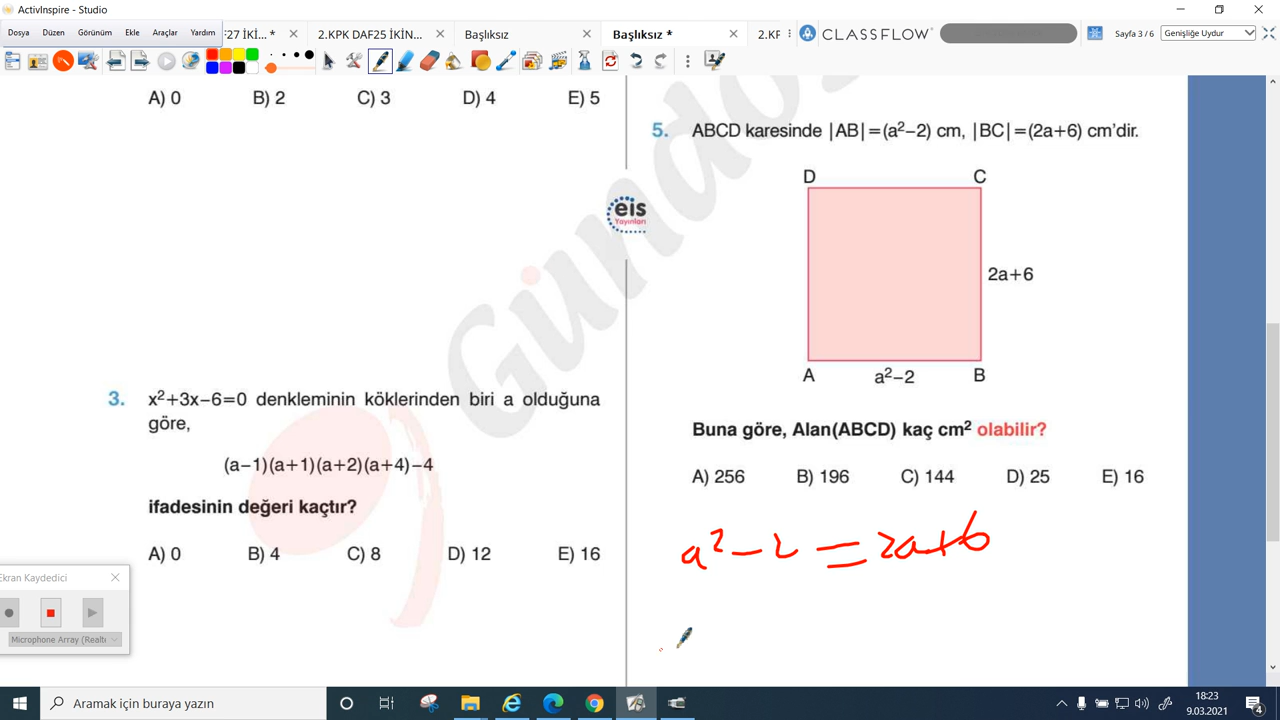 ActivInspire - Studio
Dosya Düzen Görünüm Ekle Araçlar Yardım
F27 İKİ... * 2.KPK DAF25 İKİN... Başlıksız Başlıksız * 2.KF
CLASSFLOW
Sayfa 3 / 6 Genişliğe Uydur
A) 0 B) 2 C) 3 D) 4 E) 5
3. x²+3x−6=0 denkleminin köklerinden biri a olduğuna
göre,
(a−1)(a+1)(a+2)(a+4)−4
ifadesinin değeri kaçtır?
A) 0 B) 4 C) 8 D) 12 E) 16
eis
Yayınları
Gündoğ
5. ABCD karesinde |AB|=(a²−2) cm, |BC|=(2a+6) cm'dir.
D C
2a+6
A a²−2 B
Buna göre, Alan(ABCD) kaç cm² olabilir?
A) 256 B) 196 C) 144 D) 25 E) 16
a²−2=2a+6
Ekran Kaydedici
Microphone Array (Realte
Aramak için buraya yazın
18:23
9.03.2021
4